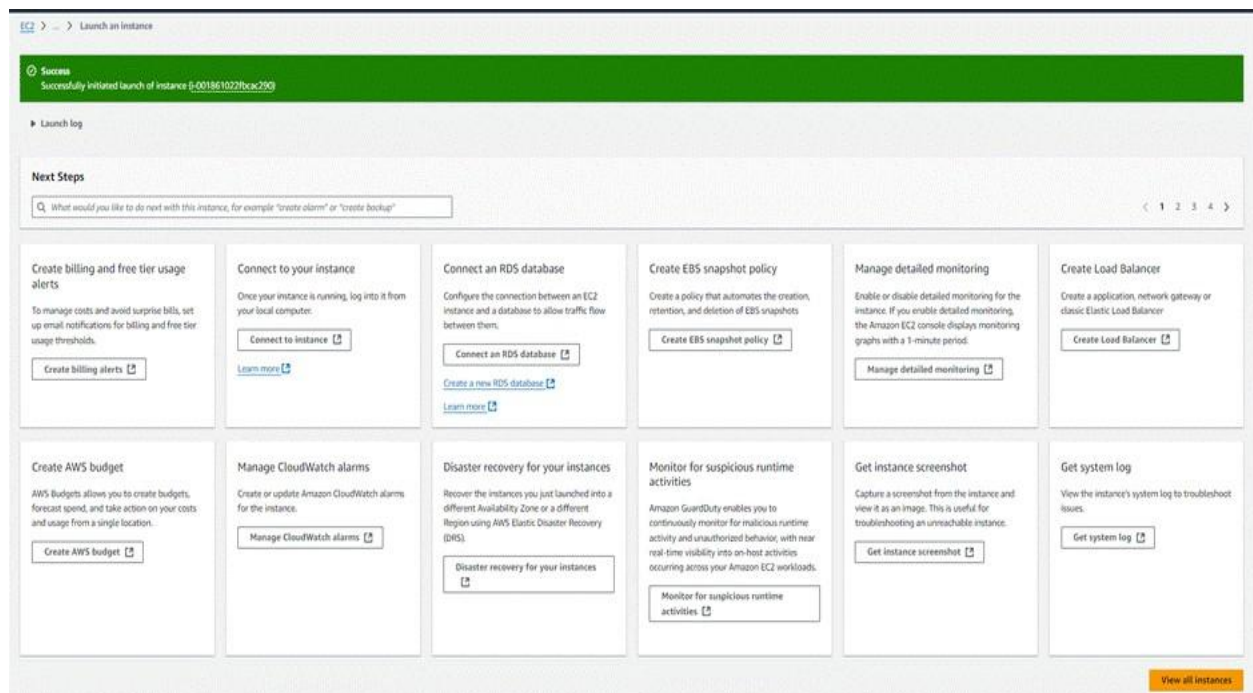 EC2 > ... > Launch an instance
Success
Successfully initiated launch of instance (i-001861022fbcac290)
Launch log
Next Steps
What would you like to do next with this instance, for example "create alarm" or "create backup"
< 1 2 3 4 >
Create billing and free tier usage
alerts
To manage costs and avoid surprise bills, set
up email notifications for billing and free tier
usage thresholds.
Create billing alerts
Connect to your instance
Once your instance is running, log into it from
your local computer.
Connect to instance
Learn more
Connect an RDS database
Configure the connection between an EC2
instance and a database to allow traffic flow
between them.
Connect an RDS database
Create a new RDS database
Learn more
Create EBS snapshot policy
Create a policy that automates the creation,
retention, and deletion of EBS snapshots
Create EBS snapshot policy
Manage detailed monitoring
Enable or disable detailed monitoring for the
instance. If you enable detailed monitoring,
the Amazon EC2 console displays monitoring
graphs with a 1-minute period.
Manage detailed monitoring
Create Load Balancer
Create a application, network gateway or
classic Elastic Load Balancer
Create Load Balancer
Create AWS budget
AWS Budgets allows you to create budgets,
forecast spend, and take action on your costs
and usage from a single location.
Create AWS budget
Manage CloudWatch alarms
Create or update Amazon CloudWatch alarms
for the instance.
Manage CloudWatch alarms
Disaster recovery for your instances
Recover the instances you just launched into a
different Availability Zone or a different
Region using AWS Elastic Disaster Recovery
(DRS).
Disaster recovery for your instances
Monitor for suspicious runtime
activities
Amazon GuardDuty enables you to
continuously monitor for malicious runtime
activity and unauthorized behavior, with near
real-time visibility into on-host activities
occurring across your Amazon EC2 workloads.
Monitor for suspicious runtime
activities
Get instance screenshot
Capture a screenshot from the instance and
view it as an image. This is useful for
troubleshooting an unreachable instance.
Get instance screenshot
Get system log
View the instance's system log to troubleshoot
issues.
Get system log
View all instances